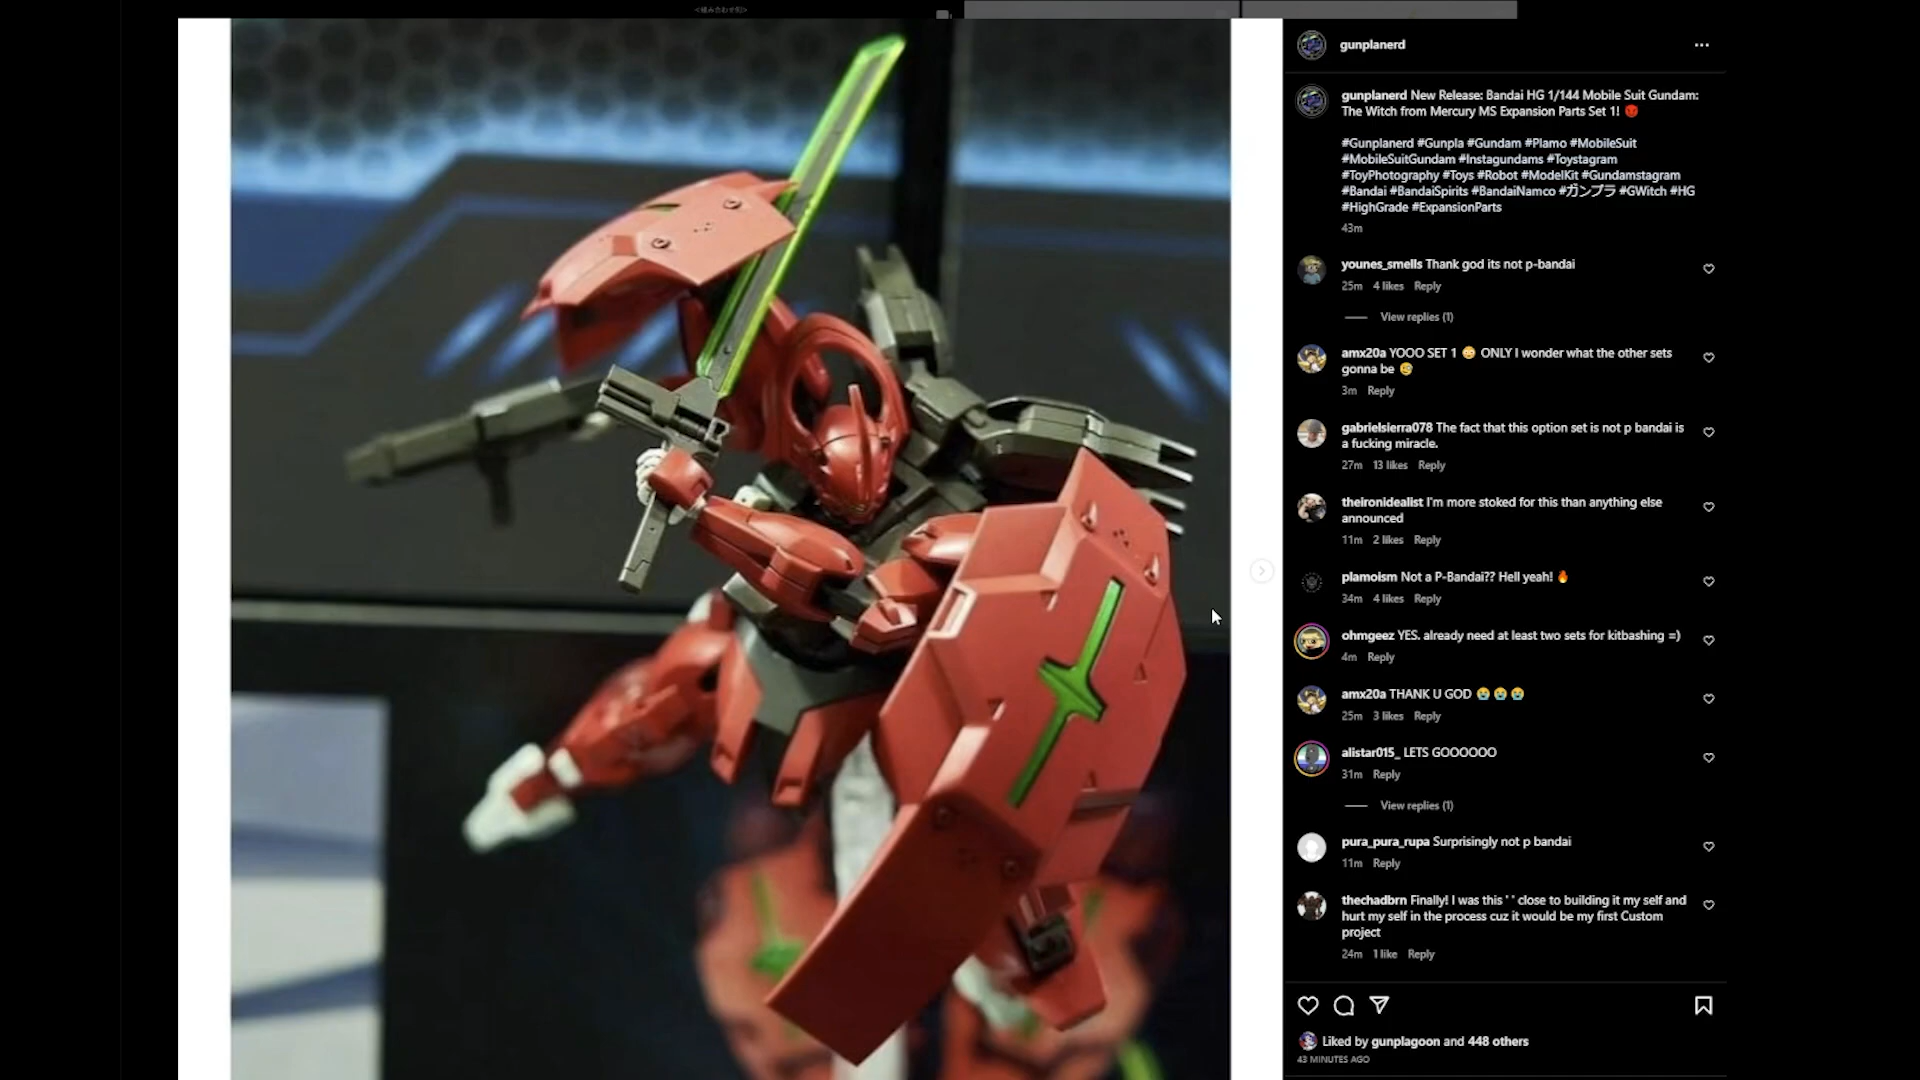 <組み合わせ例>
gunplanerd
gunplanerd New Release: Bandai HG 1/144 Mobile Suit Gundam:
The Witch from Mercury MS Expansion Parts Set 1! 👹
#Gunplanerd #Gunpla #Gundam #Plamo #MobileSuit
#MobileSuitGundam #Instagundams #Toystagram
#ToyPhotography #Toys #Robot #ModelKit #Gundamstagram
#Bandai #BandaiSpirits #BandaiNamco #ガンプラ #GWitch #HG
#HighGrade #ExpansionParts
43m
younes_smells Thank god its not p-bandai
25m 4 likes Reply
View replies (1)
amx20a YOOO SET 1 😳 ONLY I wonder what the other sets
gonna be 🥲
3m Reply
gabrielsierra078 The fact that this option set is not p bandai is
a fucking miracle.
27m 13 likes Reply
theironidealist I'm more stoked for this than anything else
announced
11m 2 likes Reply
plamoism Not a P-Bandai?? Hell yeah! 🔥
34m 4 likes Reply
ohmgeez YES. already need at least two sets for kitbashing =)
4m Reply
amx20a THANK U GOD 😭😭😭
25m 3 likes Reply
alistar015_ LETS GOOOOOO
31m Reply
View replies (1)
pura_pura_rupa Surprisingly not p bandai
11m Reply
thechadbrn Finally! I was this " close to building it my self and
hurt my self in the process cuz it would be my first Custom
project
24m 1 like Reply
Liked by gunplagoon and 448 others
43 MINUTES AGO